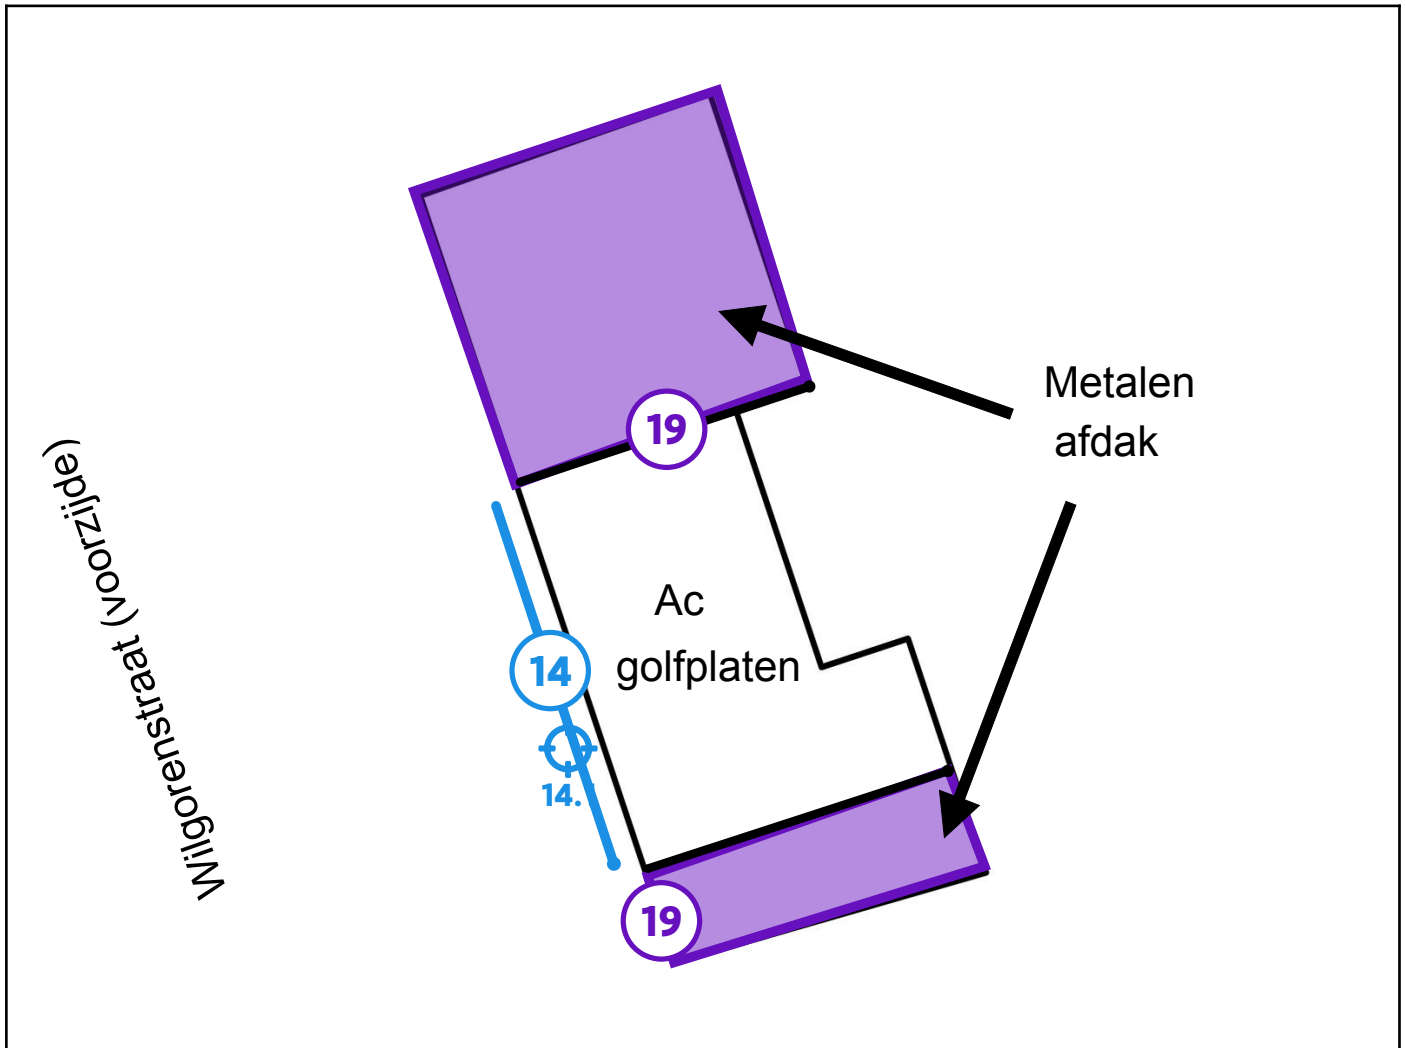 19
Metalen
afdak
Wilgorenstraat (voorzijde)
Ac
golfplaten
14
14.
19